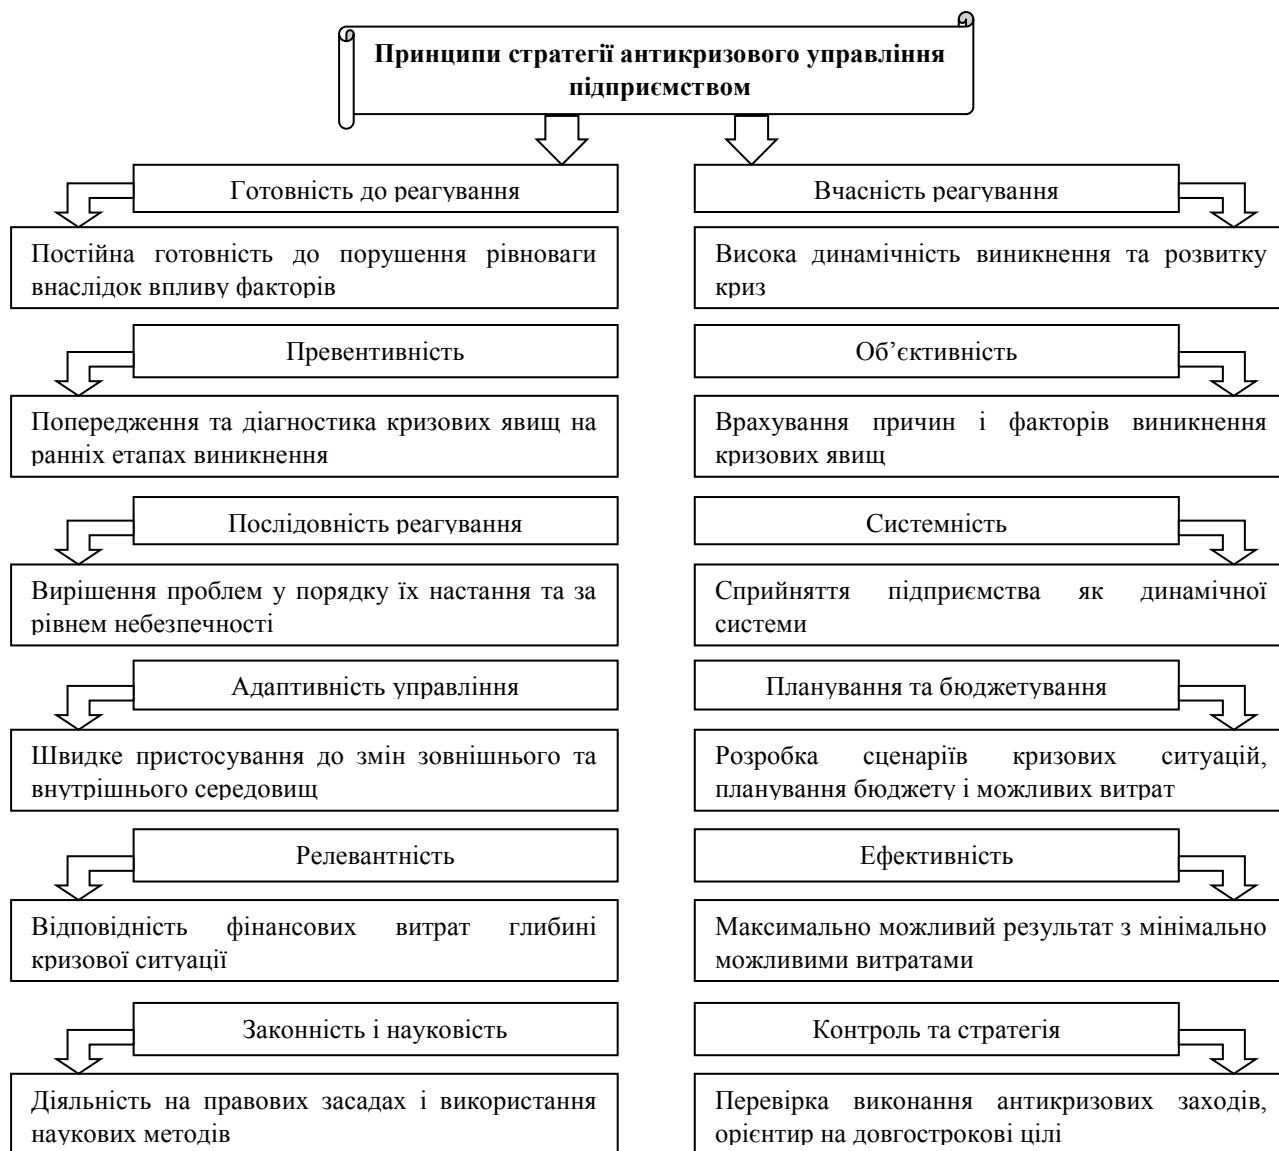 Принципи стратегії антикризового управління
підприємством
Готовність до реагування
Постійна готовність до порушення рівноваги
внаслідок впливу факторів
Вчасність реагування
Висока динамічність виникнення та розвитку
криз
Превентивність
Попередження та діагностика кризових явищ на
ранніх етапах виникнення
Об’єктивність
Врахування причин і факторів виникнення
кризових явищ
Послідовність реагування
Вирішення проблем у порядку їх настання та за
рівнем небезпечності
Системність
Сприйняття підприємства як динамічної
системи
Адаптивність управління
Швидке пристосування до змін зовнішнього та
внутрішнього середовищ
Планування та бюджетування
Розробка сценаріїв кризових ситуацій,
планування бюджету і можливих витрат
Релевантність
Відповідність фінансових витрат глибині
кризової ситуації
Ефективність
Максимально можливий результат з мінімально
можливими витратами
Законність і науковість
Діяльність на правових засадах і використання
наукових методів
Контроль та стратегія
Перевірка виконання антикризових заходів,
орієнтир на довгострокові цілі